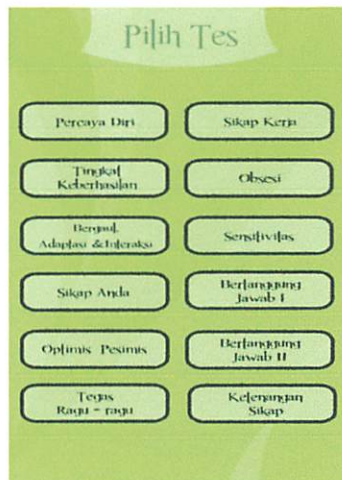 Pilih Tes
Percaya Diri
Sikap Kerja
Tingkat
Keberhasilan
Obsesi
Bergaul,
Adaptasi &Interaksi
Sensitivitas
Sikap Anda
Bertanggung
Jawab I
Optimis Pesimis
Bertanggung
Jawab II
Tegas
Ragu - ragu
Ketenangan
Sikap